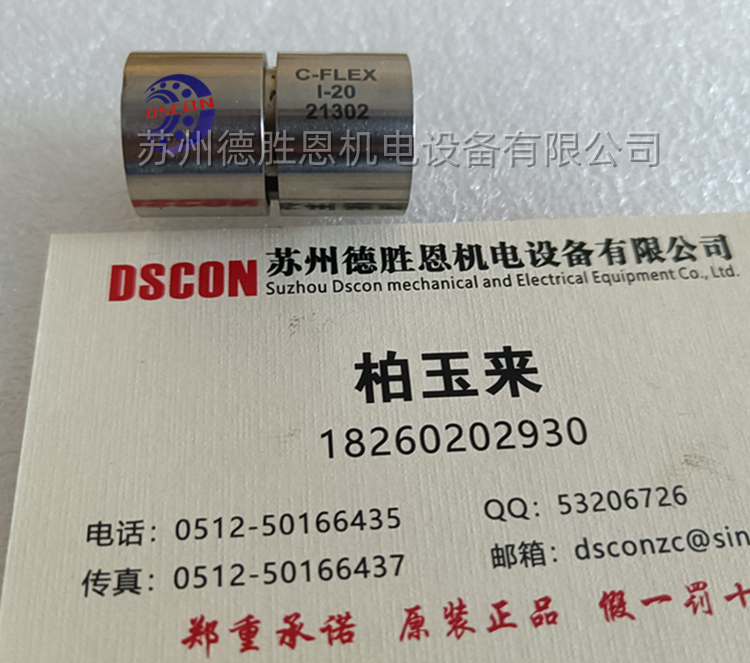 DSCON
C-FLEX
I-20
21302
苏州德胜恩机电设备有限公司
DSCON 苏州德胜恩机电设备有限公司
Suzhou Dscon mechanical and Electrical Equipment Co., Ltd.
柏玉来
18260202930
电话：0512-50166435 QQ：53206726
传真：0512-50166437 邮箱：dsconzc@sin
郑重承诺 原装正品 假一罚十